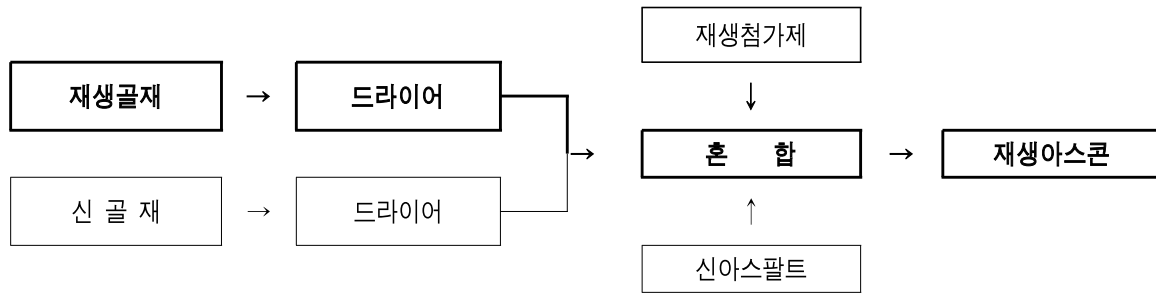 재생첨가제
재생골재 → 드라이어
→ 혼 합 → 재생아스콘
신 골 재 → 드라이어
신아스팔트